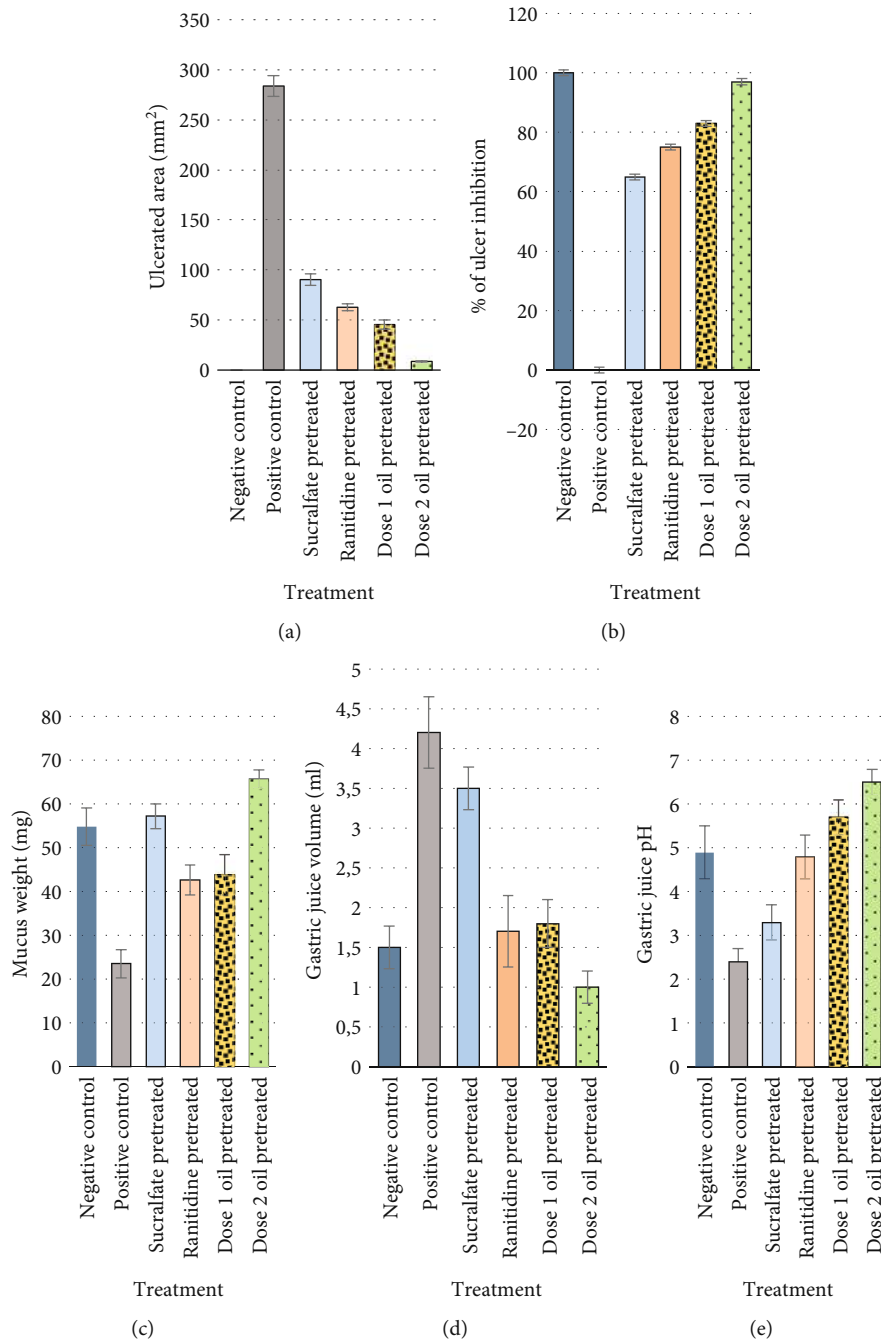 350
300
250
200
150
100
50
0
Ulcerated area (mm²)
Negative control
Positive control
Sucralfate pretreated
Ranitidine pretreated
Dose 1 oil pretreated
Dose 2 oil pretreated
Treatment
(a)
120
100
80
60
40
20
0
–20
% of ulcer inhibition
Negative control
Positive control
Sucralfate pretreated
Ranitidine pretreated
Dose 1 oil pretreated
Dose 2 oil pretreated
Treatment
(b)
80
70
60
50
40
30
20
10
0
Mucus weight (mg)
Negative control
Positive control
Sucralfate pretreated
Ranitidine pretreated
Dose 1 oil pretreated
Dose 2 oil pretreated
Treatment
(c)
5
4,5
4
3,5
3
2,5
2
1,5
1
0,5
0
Gastric juice volume (ml)
Negative control
Positive control
Sucralfate pretreated
Ranitidine pretreated
Dose 1 oil pretreated
Dose 2 oil pretreated
Treatment
(d)
8
7
6
5
4
3
2
1
0
Gastric juice pH
Negative control
Positive control
Sucralfate pretreated
Ranitidine pretreated
Dose 1 oil pretreated
Dose 2 oil pretreated
Treatment
(e)